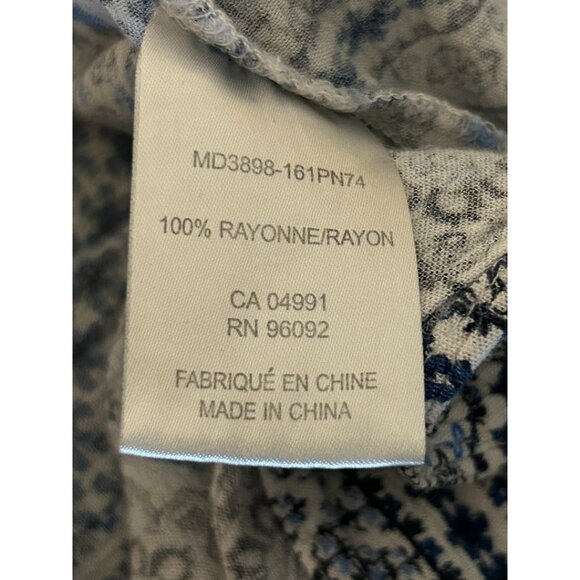 MD3898-161PN74
100% RAYONNE/RAYON
CA 04991
RN 96092
FABRIQUÉ EN CHINE
MADE IN CHINA